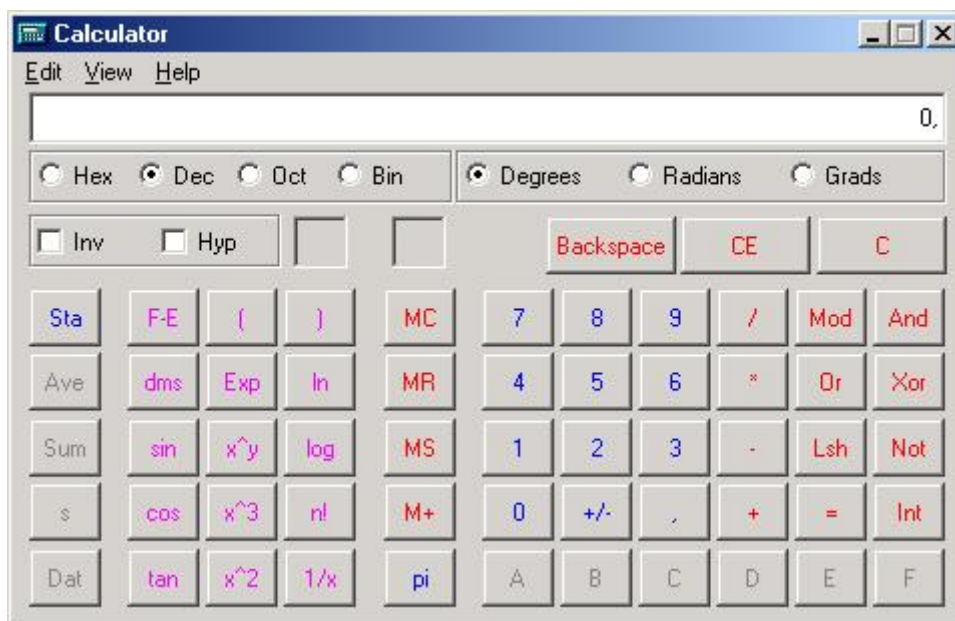 Calculator
Edit View Help
0,
Hex Dec Oct Bin Degrees Radians Grads
Inv Hyp Backspace CE C
Sta F-E ( ) MC 7 8 9 / Mod And
Ave dms Exp ln MR 4 5 6 * Or Xor
Sum sin x^y log MS 1 2 3 - Lsh Not
s cos x^3 n! M+ 0 +/- , + = Int
Dat tan x^2 1/x pi A B C D E F